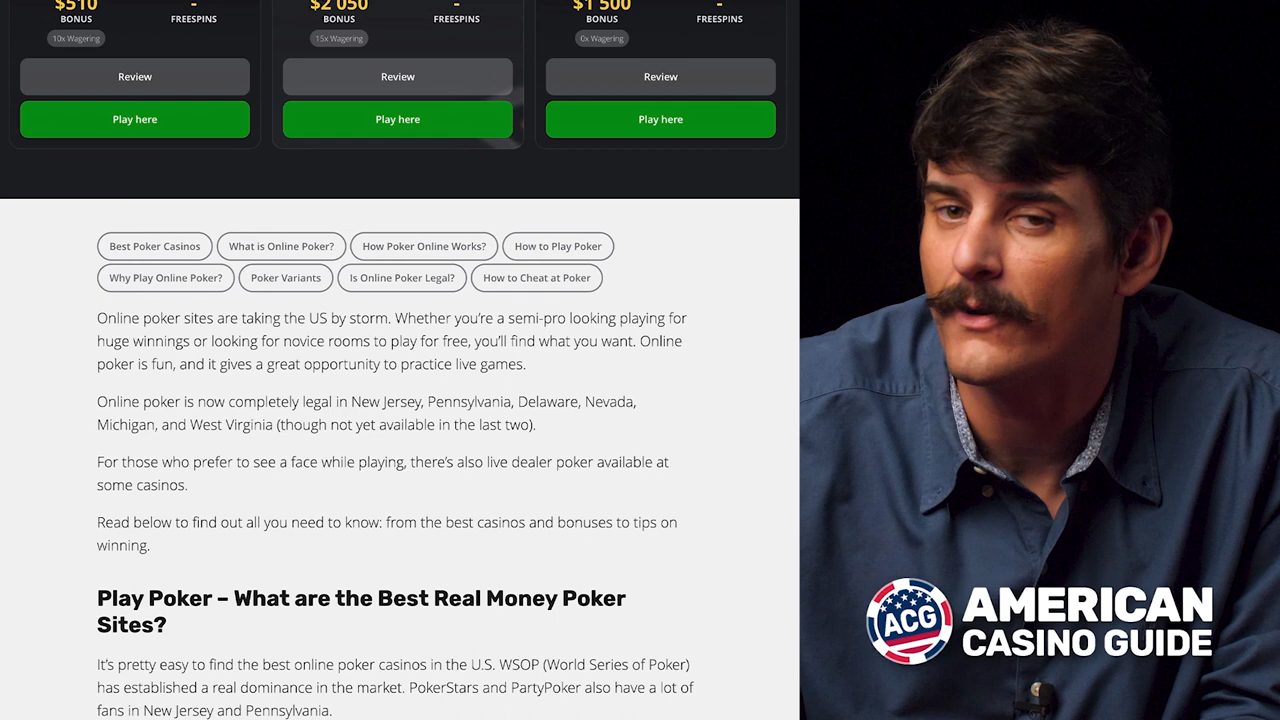 $510
-
$2 050
-
$1 500
-
BONUS
FREESPINS
BONUS
FREESPINS
BONUS
FREESPINS
10x Wagering
15x Wagering
0x Wagering
Review
Review
Review
Play here
Play here
Play here
Best Poker Casinos
What is Online Poker?
How Poker Online Works?
How to Play Poker
Why Play Online Poker?
Poker Variants
Is Online Poker Legal?
How to Cheat at Poker
Online poker sites are taking the US by storm. Whether you’re a semi-pro looking playing for
huge winnings or looking for novice rooms to play for free, you’ll find what you want. Online
poker is fun, and it gives a great opportunity to practice live games.
Online poker is now completely legal in New Jersey, Pennsylvania, Delaware, Nevada,
Michigan, and West Virginia (though not yet available in the last two).
For those who prefer to see a face while playing, there’s also live dealer poker available at
some casinos.
Read below to find out all you need to know: from the best casinos and bonuses to tips on
winning.
Play Poker – What are the Best Real Money Poker
Sites?
It’s pretty easy to find the best online poker casinos in the U.S. WSOP (World Series of Poker)
has established a real dominance in the market. PokerStars and PartyPoker also have a lot of
fans in New Jersey and Pennsylvania.
ACG
AMERICAN
CASINO GUIDE